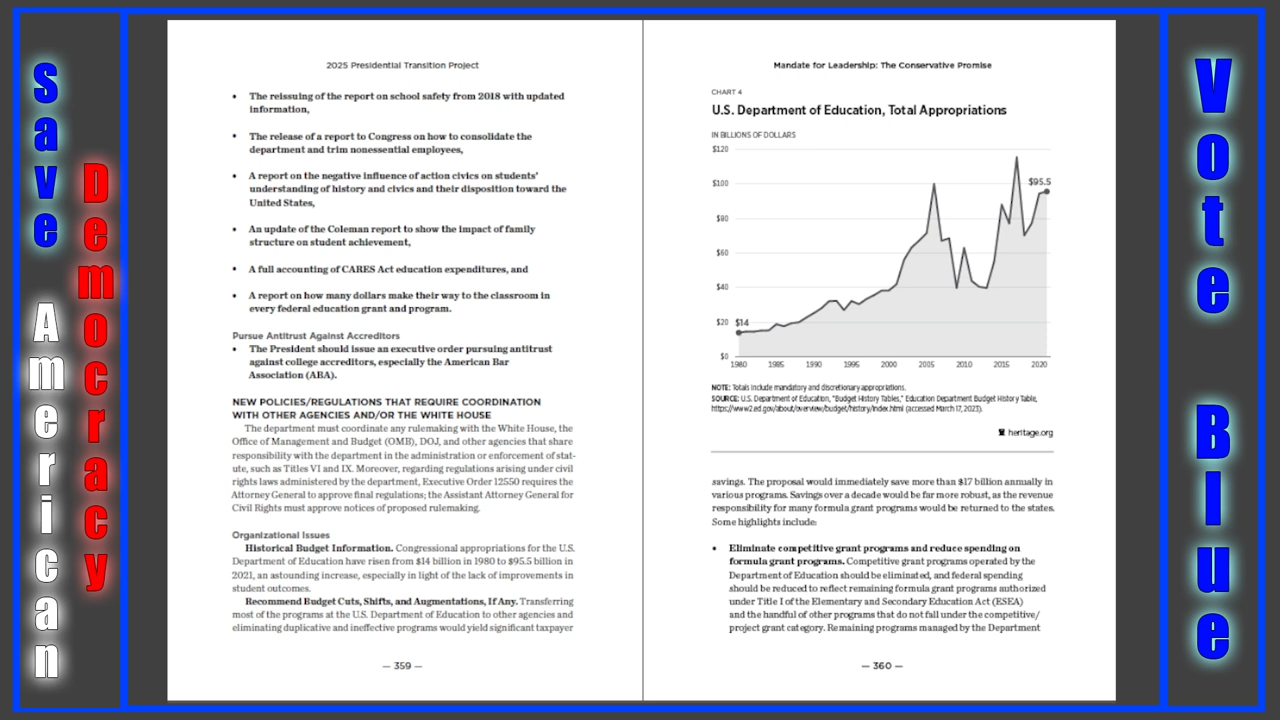 Save American
Democracy
2025 Presidential Transition Project
• The reissuing of the report on school safety from 2018 with updated
information,
• The release of a report to Congress on how to consolidate the
department and trim nonessential employees,
• A report on the negative influence of action civics on students'
understanding of history and civics and their disposition toward the
United States,
• An update of the Coleman report to show the impact of family
structure on student achievement,
• A full accounting of CARES Act education expenditures, and
• A report on how many dollars make their way to the classroom in
every federal education grant and program.
Pursue Antitrust Against Accreditors
• The President should issue an executive order pursuing antitrust
against college accreditors, especially the American Bar
Association (ABA).
NEW POLICIES/REGULATIONS THAT REQUIRE COORDINATION
WITH OTHER AGENCIES AND/OR THE WHITE HOUSE
The department must coordinate any rulemaking with the White House, the
Office of Management and Budget (OMB), DOJ, and other agencies that share
responsibility with the department in the administration or enforcement of stat-
ute, such as Titles VI and IX. Moreover, regarding regulations arising under civil
rights laws administered by the department, Executive Order 12550 requires the
Attorney General to approve final regulations; the Assistant Attorney General for
Civil Rights must approve notices of proposed rulemaking.
Organizational Issues
Historical Budget Information. Congressional appropriations for the U.S.
Department of Education have risen from $14 billion in 1980 to $95.5 billion in
2021, an astounding increase, especially in light of the lack of improvements in
student outcomes.
Recommend Budget Cuts, Shifts, and Augmentations, If Any. Transferring
most of the programs at the U.S. Department of Education to other agencies and
eliminating duplicative and ineffective programs would yield significant taxpayer
— 359 —
Mandate for Leadership: The Conservative Promise
CHART 4
U.S. Department of Education, Total Appropriations
IN BILLIONS OF DOLLARS
$120
$100
$80
$60
$40
$20
$0
$14
$95.5
1980 1985 1990 1995 2000 2005 2010 2015 2020
NOTE: Totals include mandatory and discretionary appropriations.
SOURCE: U.S. Department of Education, "Budget History Tables," Education Department Budget History Table,
https://www2.ed.gov/about/overview/budget/history/index.html (accessed March 17, 2023).
heritage.org
savings. The proposal would immediately save more than $17 billion annually in
various programs. Savings over a decade would be far more robust, as the revenue
responsibility for many formula grant programs would be returned to the states.
Some highlights include:
• Eliminate competitive grant programs and reduce spending on
formula grant programs. Competitive grant programs operated by the
Department of Education should be eliminated, and federal spending
should be reduced to reflect remaining formula grant programs authorized
under Title I of the Elementary and Secondary Education Act (ESEA)
and the handful of other programs that do not fall under the competitive/
project grant category. Remaining programs managed by the Department
— 360 —
Vote Blue